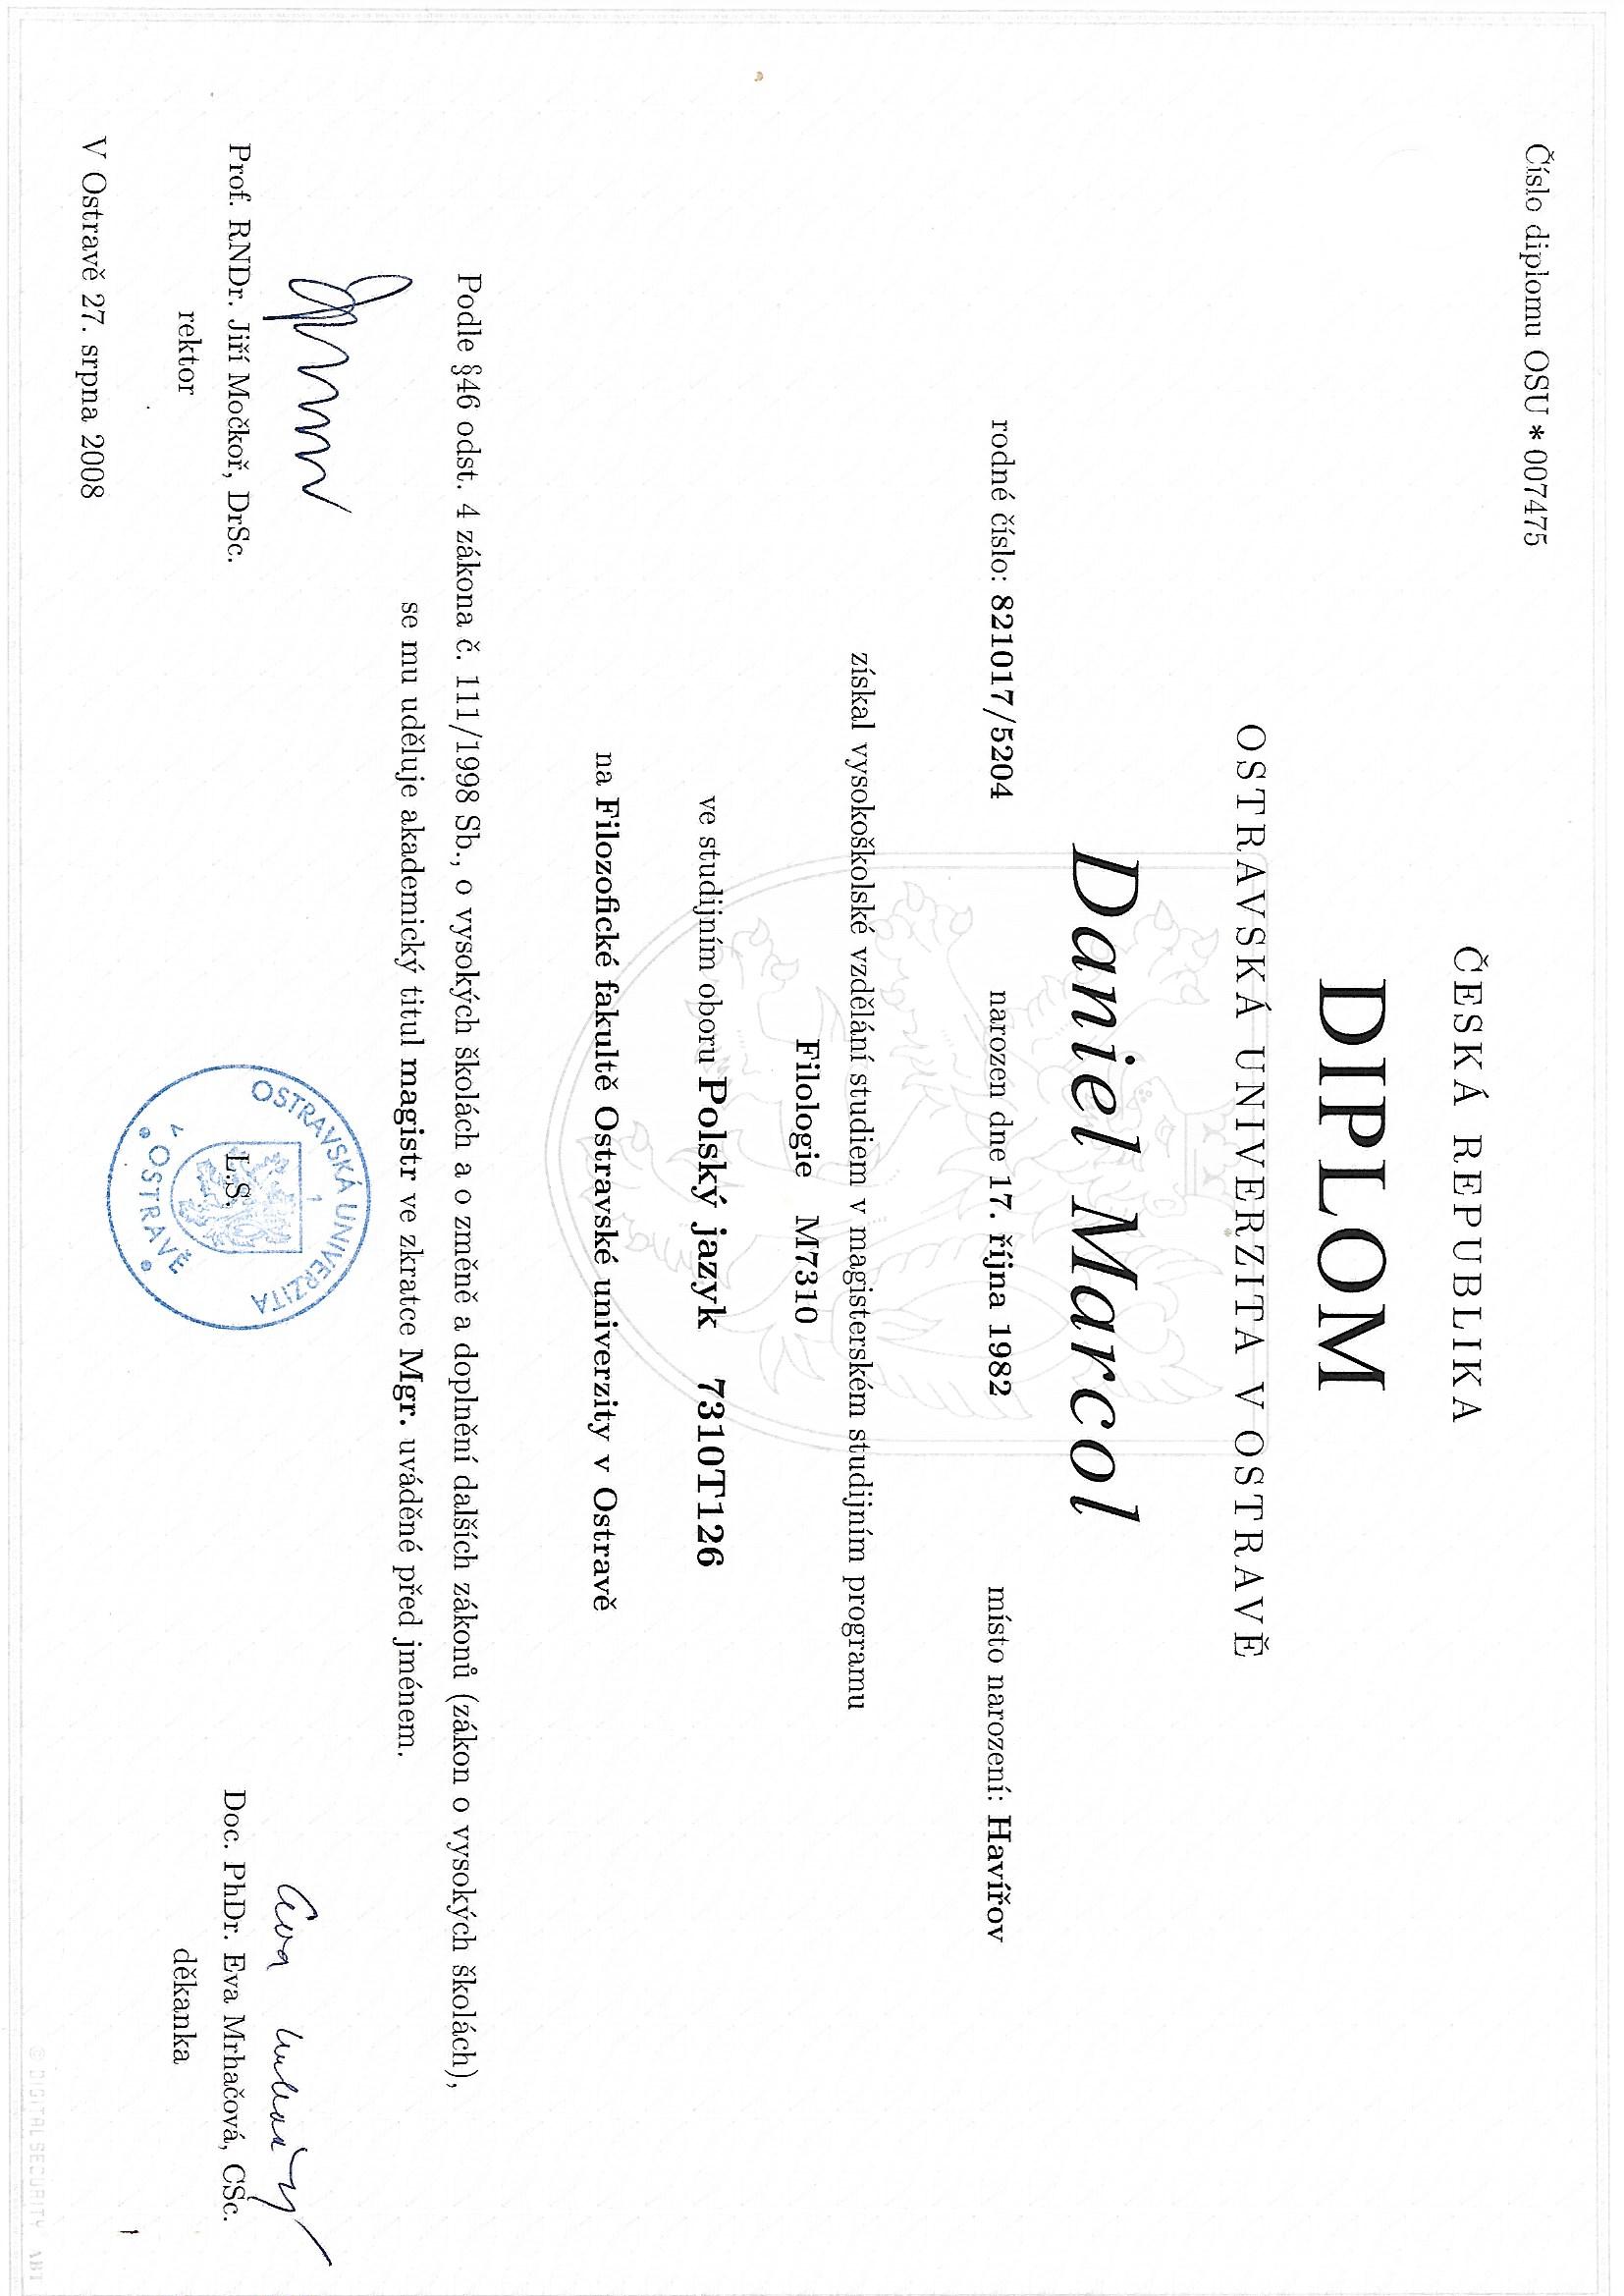 Číslo diplomu OSU * 007475
ČESKÁ REPUBLIKA
DIPLOM
OSTRAVSKÁ UNIVERZITA V OSTRAVĚ
Daniel Marcol
rodné číslo: 821017/5204 narozen dne 17. října 1982 místo narození: Havířov
získal vysokoškolské vzdělání studiem v magisterském studijním programu
Filologie M7310
ve studijním oboru Polský jazyk 7310T126
na Filozofické fakultě Ostravské univerzity v Ostravě
Podle §46 odst. 4 zákona č. 111/1998 Sb., o vysokých školách a o změně a doplnění dalších zákonů (zákon o vysokých školách),
se mu uděluje akademický titul magistr ve zkratce Mgr. uváděné před jménem.
OSTRAVSKÁ UNIVERZITA
1
L.S.
V OSTRAVĚ
Eva
Prof. RNDr. Jiří Močkoř, DrSc.
rektor
Doc. PhDr. Eva Mrhačová, CSc.
děkanka
V Ostravě 27. srpna 2008
© DIGITAL SECURITY ABT